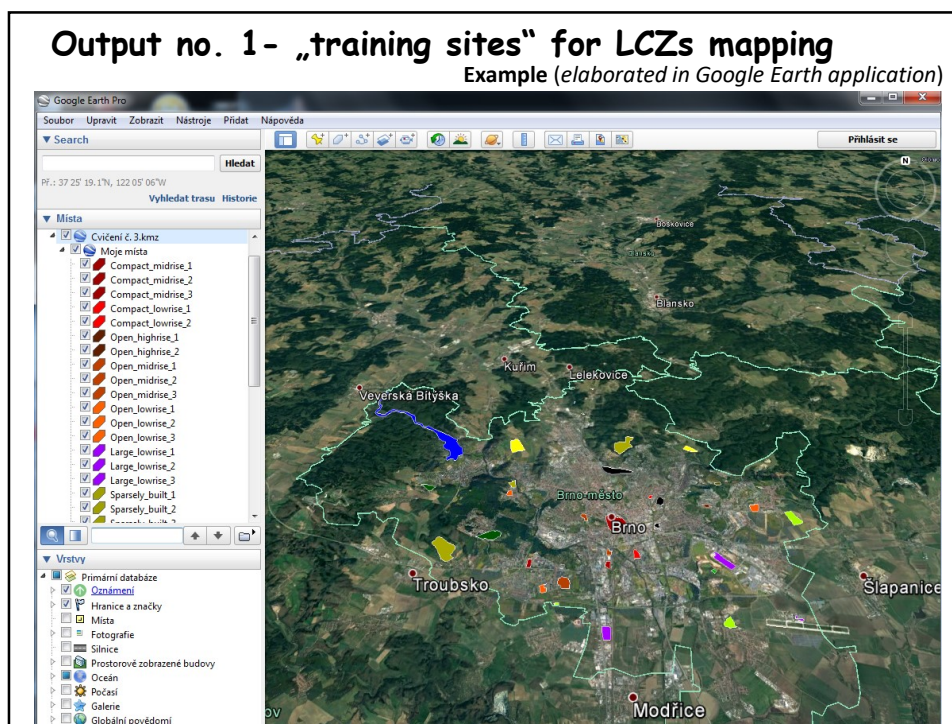 Output no. 1- „training sites“ for LCZs mapping
Example (elaborated in Google Earth application)
Google Earth Pro
Soubor Upravit Zobrazit Nástroje Přidat Nápověda
Search
Přihlásit se
Hledat
Př.: 37 25' 19.1"N, 122 05' 06"W
Vyhledat trasu Historie
Místa
Cvičení č. 3.kmz
Moje místa
Compact_midrise_1
Compact_midrise_2
Compact_midrise_3
Compact_lowrise_1
Compact_lowrise_2
Open_highrise_1
Open_highrise_2
Open_midrise_1
Open_midrise_2
Open_midrise_3
Open_lowrise_1
Open_lowrise_2
Open_lowrise_3
Large_lowrise_1
Large_lowrise_2
Large_lowrise_3
Sparsely_built_1
Sparsely_built_2
Vrstvy
Primární databáze
Oznámení
Hranice a značky
Místa
Fotografie
Silnice
Prostorově zobrazené budovy
Oceán
Počasí
Galerie
Globální povědomí
N
Boskovice
Blansko
Blansko
Kuřim
Lelekovice
Veverská Bítýška
Brno-město
Brno
Troubsko
Šlapanice
Modřice
ov